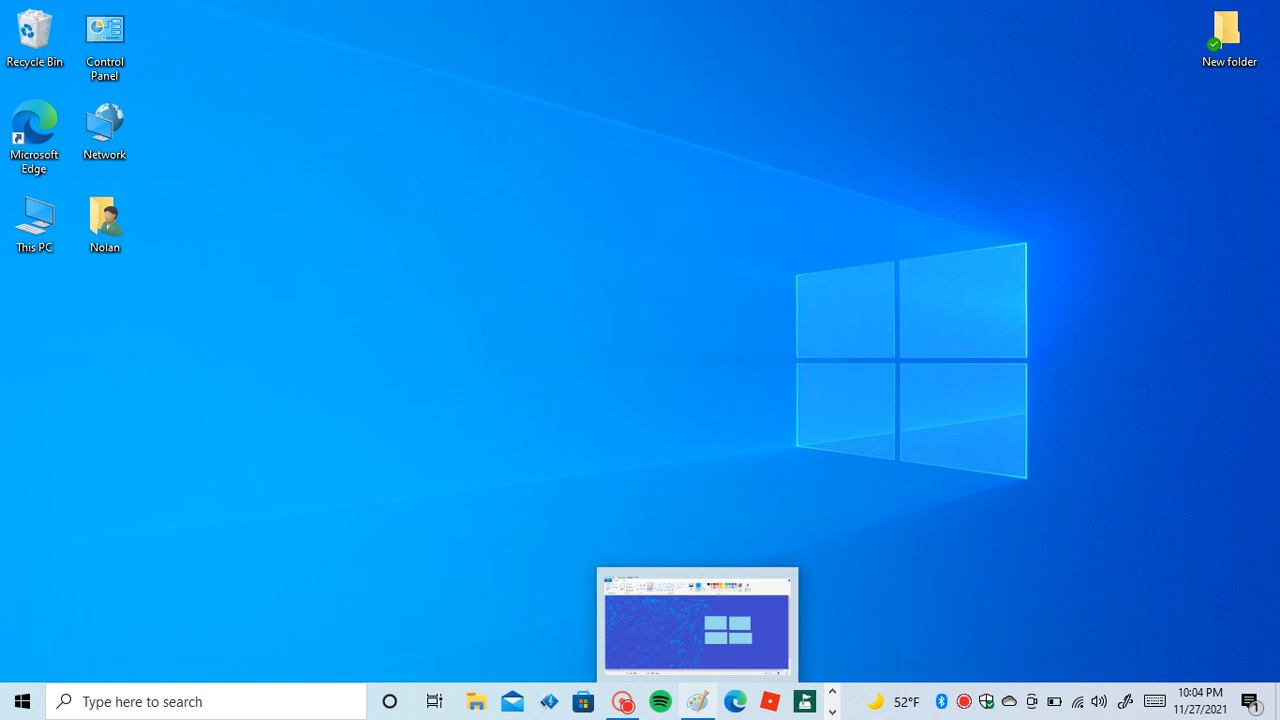 Recycle Bin
Control
Panel
New folder
Microsoft
Edge
Network
This PC
Nolan
Type here to search
52°F
10:04 PM
11/27/2021
1